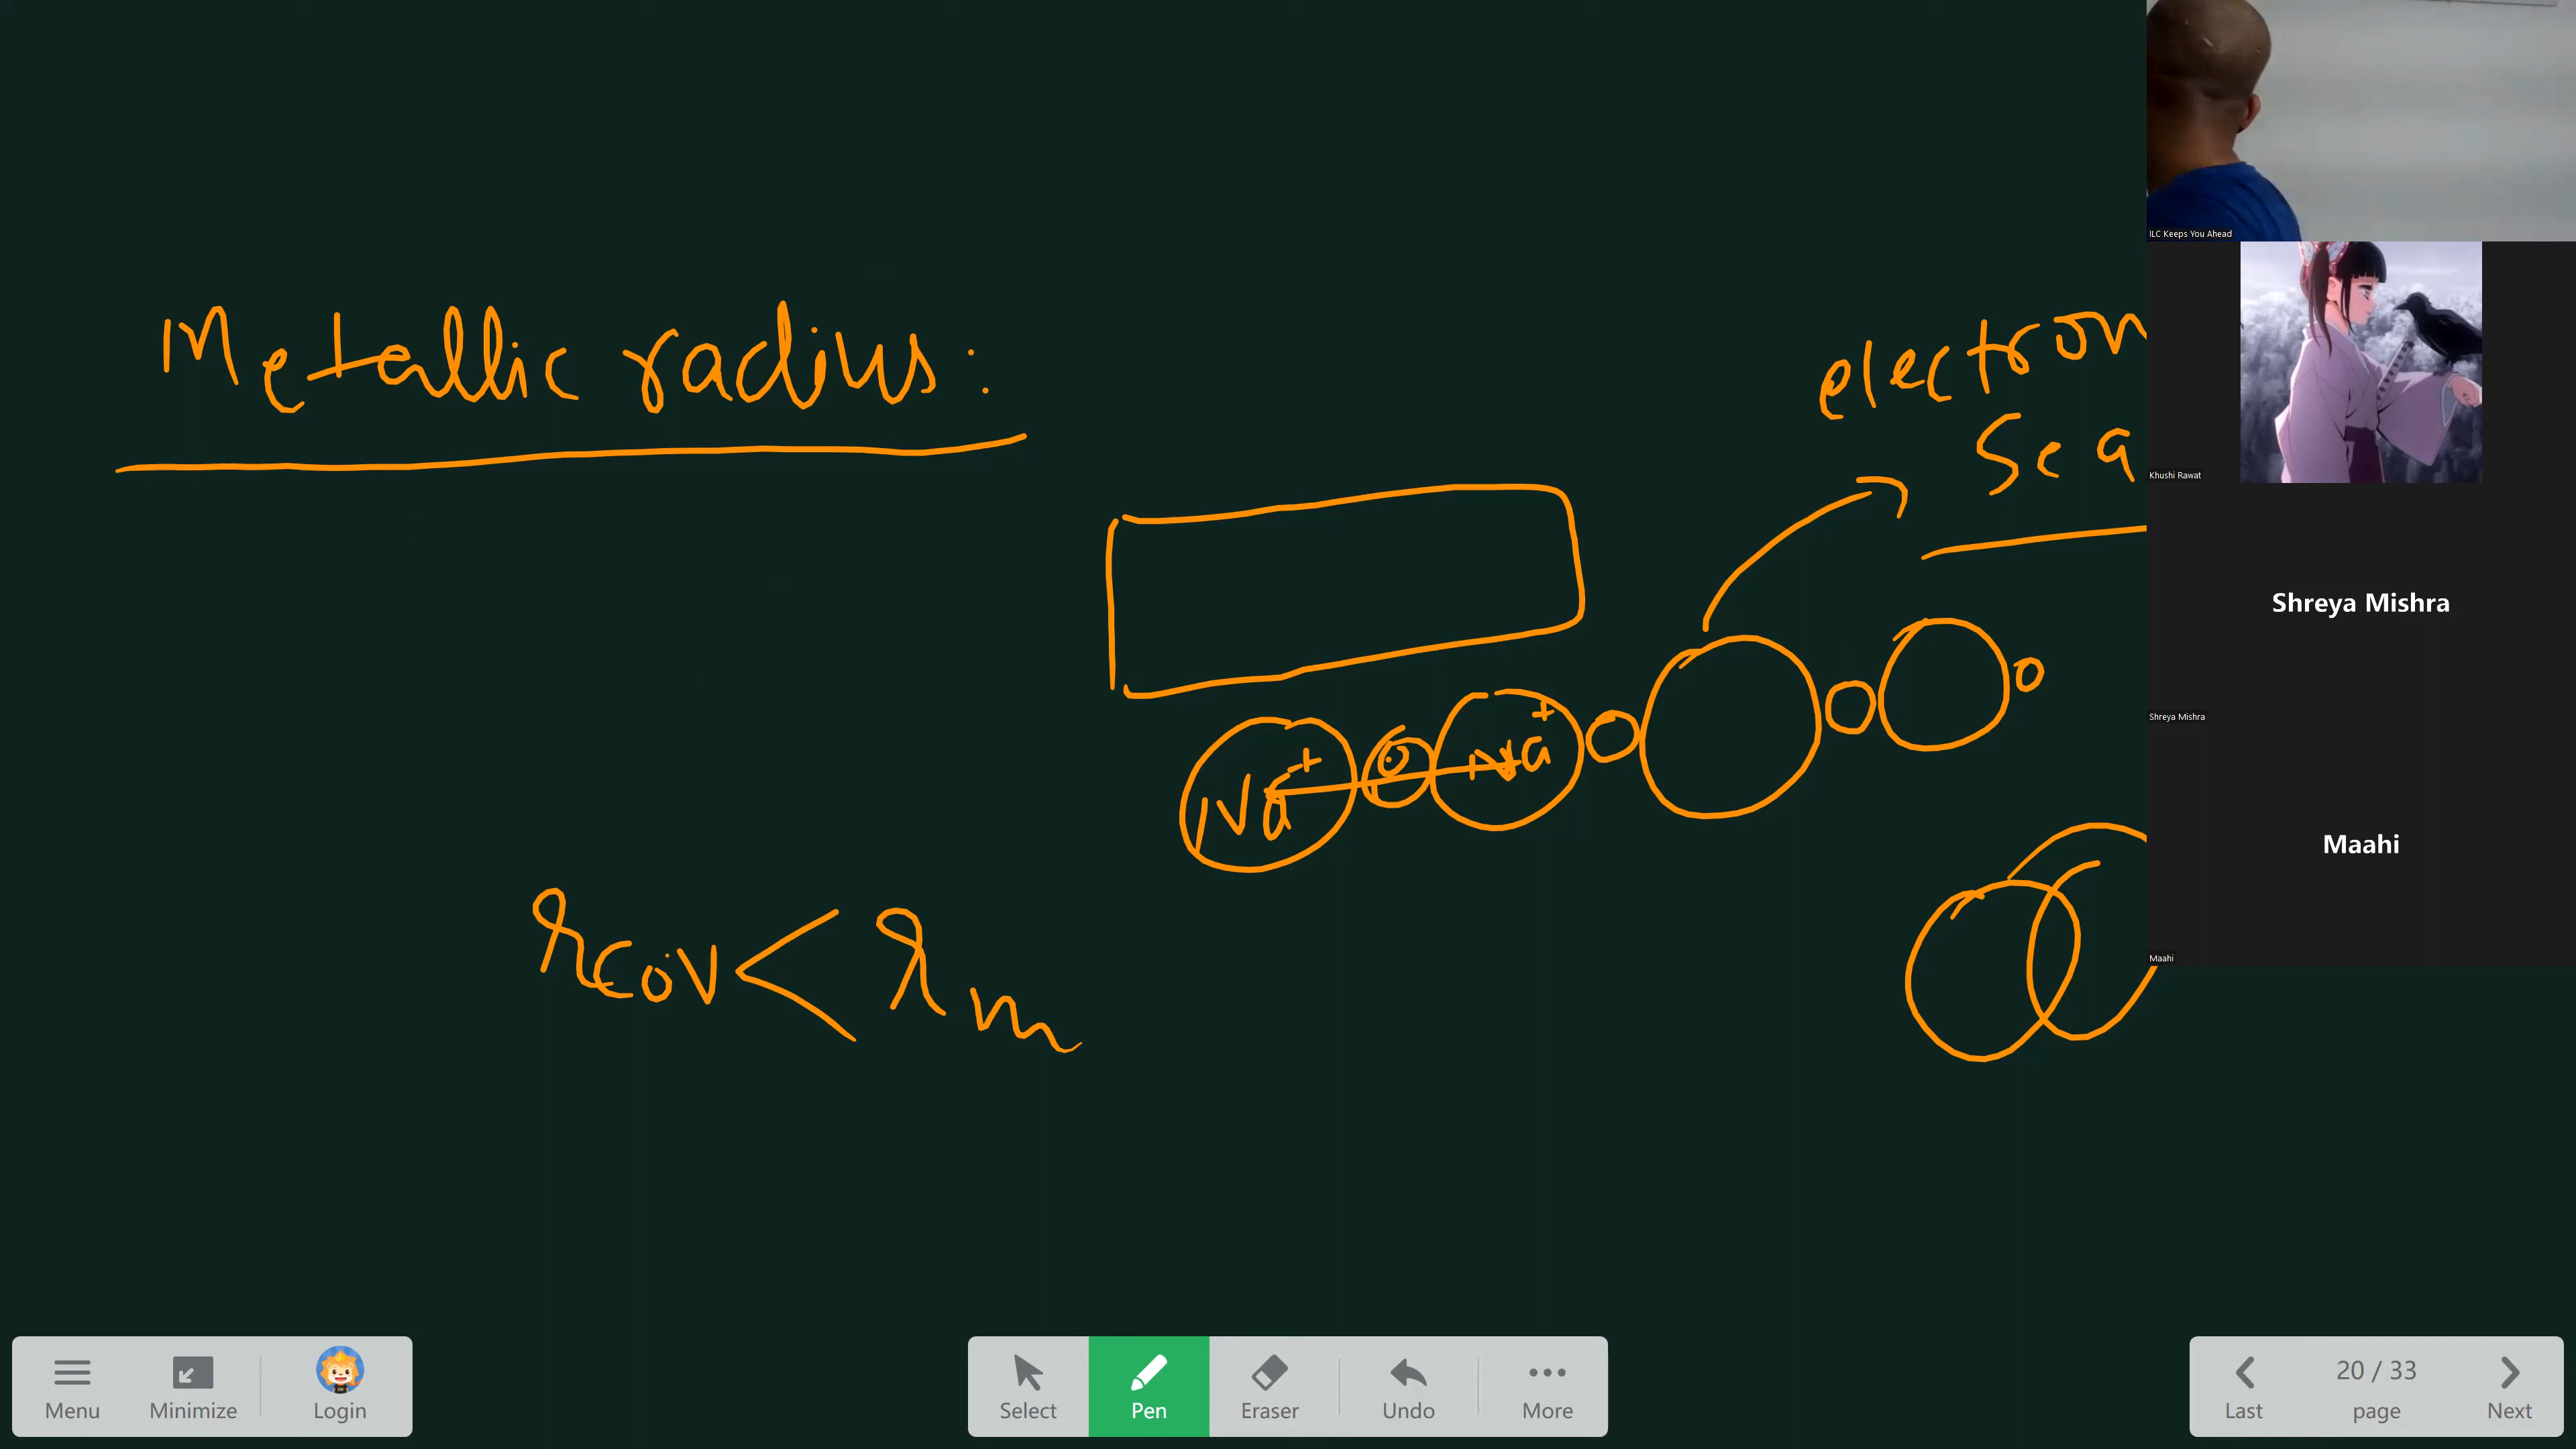 Metallic radius:
electron
Sea
Na+
Na+
rcov < rm
ILC Keeps You Ahead
Khushi Rawat
Shreya Mishra
Shreya Mishra
Maahi
Maahi
Menu
Minimize
Login
Select
Pen
Eraser
Undo
More
Last
20 / 33
page
Next